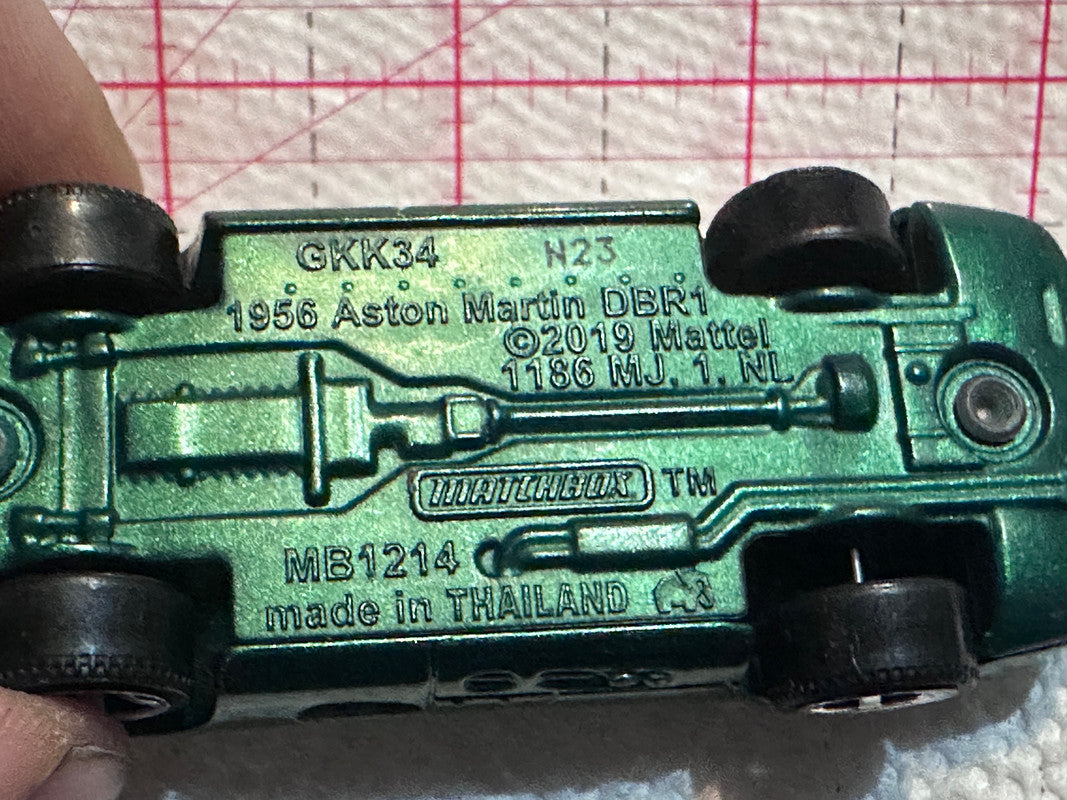 GKK34 N23
1956 Aston Martin DBR1
©2019 Mattel
1186 MJ. 1. NL
MATCHBOX TM
MB1214
made in THAILAND